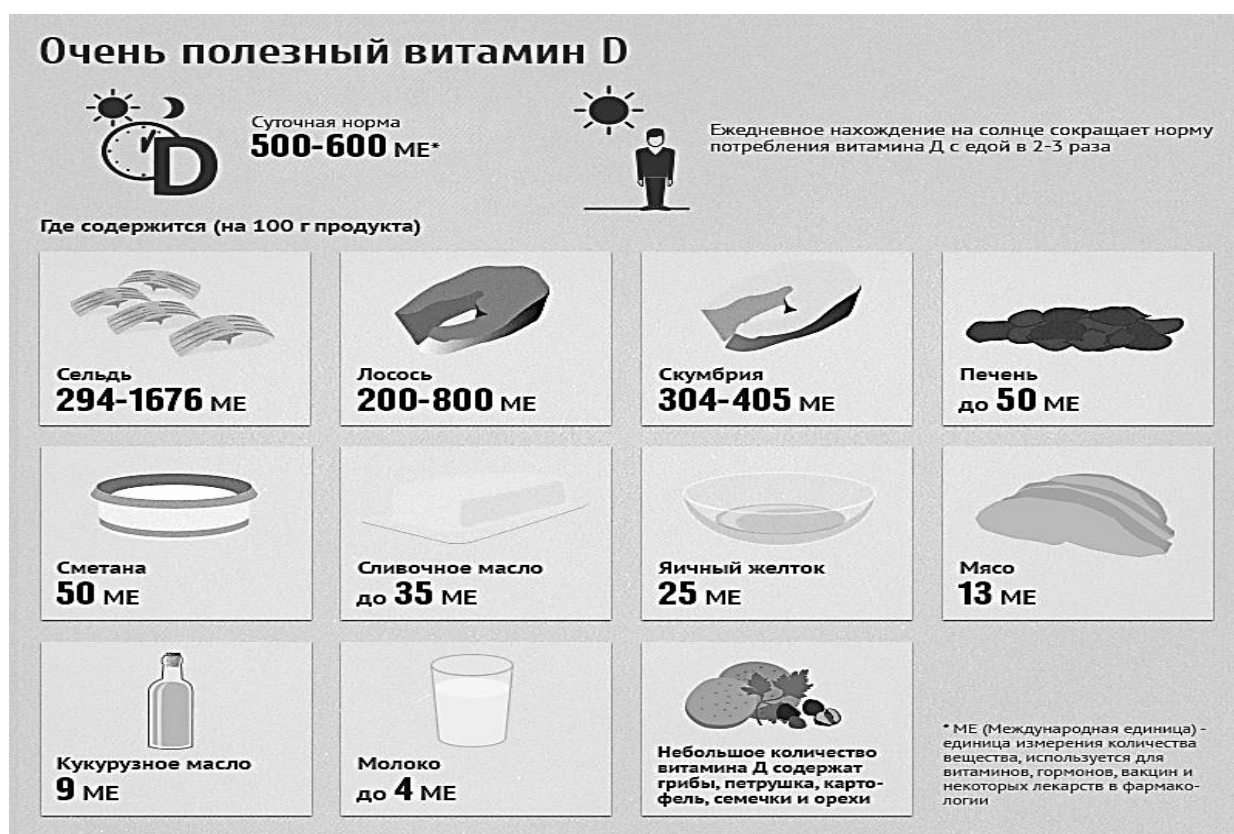 Очень полезный витамин D
Суточная норма
500-600 МЕ*
Ежедневное нахождение на солнце сокращает норму
потребления витамина Д с едой в 2-3 раза
D
Где содержится (на 100 г продукта)
Сельдь
294-1676 МЕ
Лосось
200-800 МЕ
Скумбрия
304-405 МЕ
Печень
до 50 МЕ
Сметана
50 МЕ
Сливочное масло
до 35 МЕ
Яичный желток
25 МЕ
Мясо
13 МЕ
Кукурузное масло
9 МЕ
Молоко
до 4 МЕ
Небольшое количество
витамина Д содержат
грибы, петрушка, карто-
фель, семечки и орехи
* МЕ (Международная единица) -
единица измерения количества
вещества, используется для
витаминов, гормонов, вакцин и
некоторых лекарств в фармако-
логии